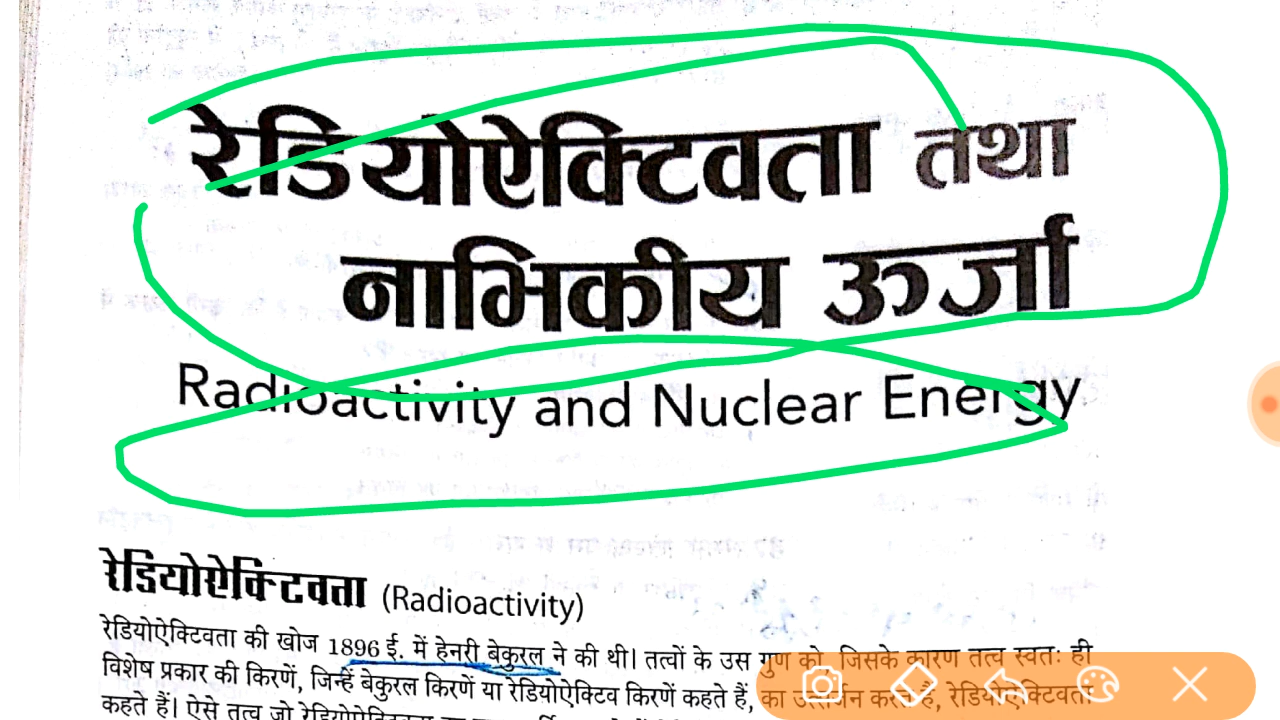 रेडियोऐक्टिवता तथा
नाभिकीय ऊर्जा
Radioactivity and Nuclear Energy
रेडियोऐक्टिवता (Radioactivity)
रेडियोऐक्टिवता की खोज 1896 ई. में हेनरी बेकुरल ने की थी। तत्वों के उस गुण को, जिसके कारण तत्व स्वतः ही
विशेष प्रकार की किरणें, जिन्हें बेकुरल किरणें या रेडियोऐक्टिव किरणें कहते हैं, का उत्सर्जन करते हैं, रेडियोऐक्टिवता
कहते हैं। ऐसे तत्व जो